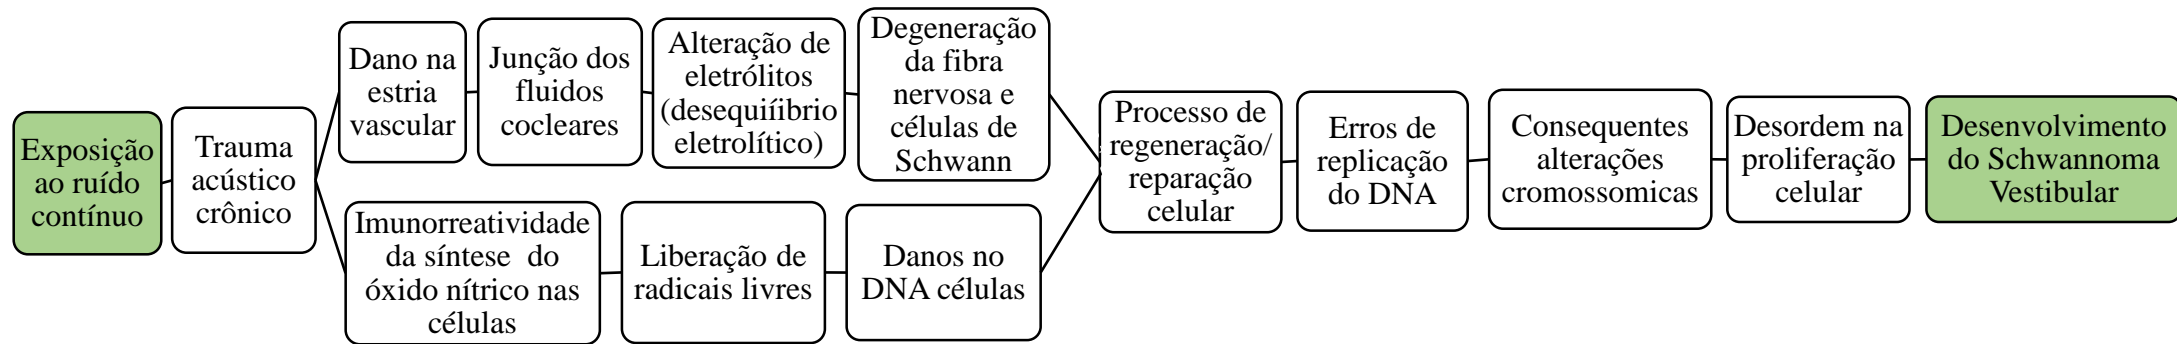 Exposição
ao ruído
contínuo
Trauma
acústico
crônico
Dano na
estria
vascular
Junção dos
fluidos
cocleares
Alteração de
eletrólitos
(desequiíibrio
eletrolítico)
Degeneração
da fibra
nervosa e
células de
Schwann
Imunorreatividade
da síntese do
óxido nítrico nas
células
Liberação de
radicais livres
Danos no
DNA células
Processo de
regeneração/
reparação
celular
Erros de
replicação
do DNA
Consequentes
alterações
cromossomicas
Desordem na
proliferação
celular
Desenvolvimento
do Schwannoma
Vestibular